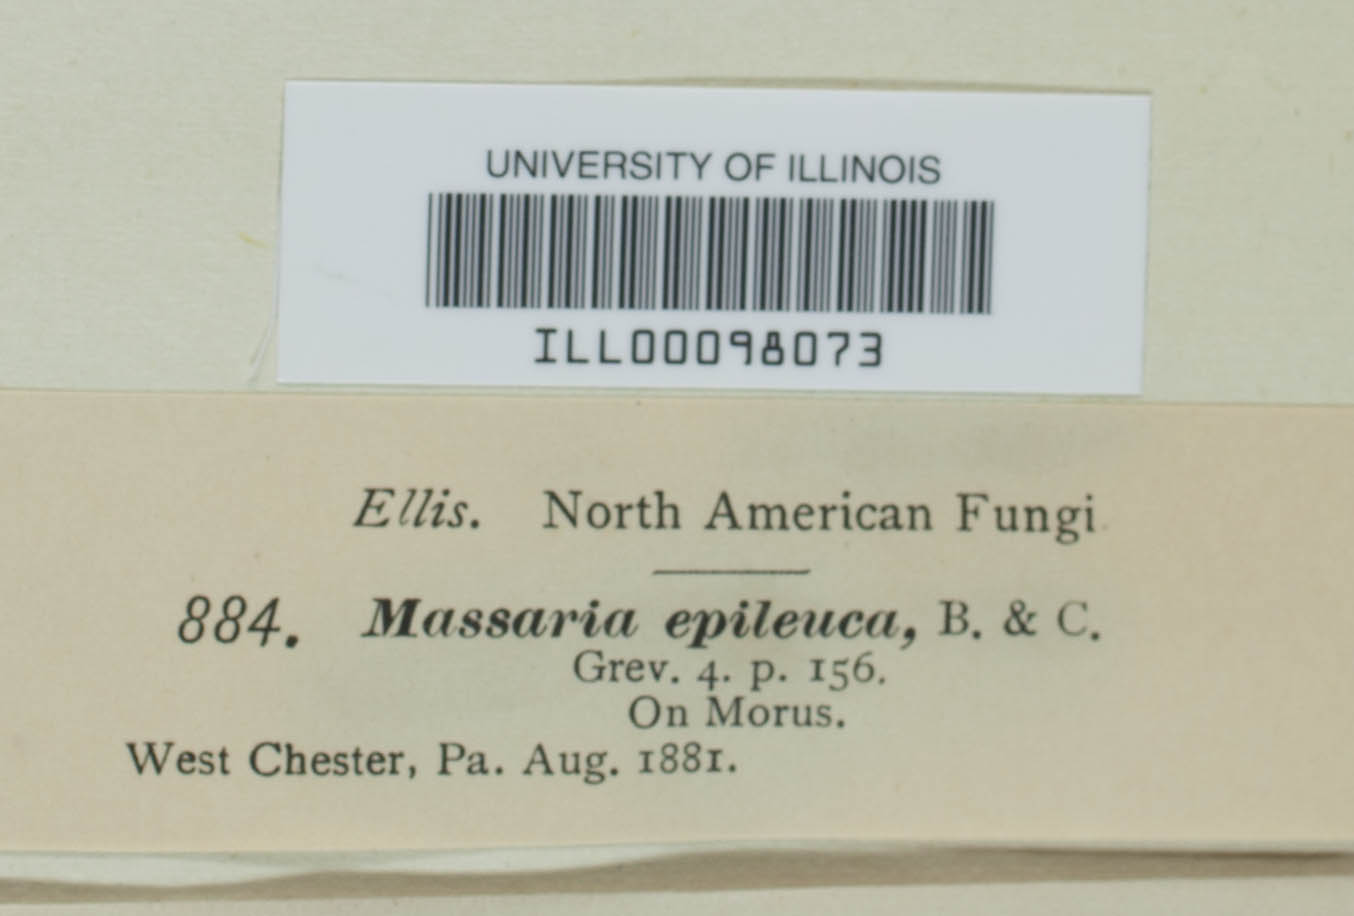 UNIVERSITY OF ILLINOIS
ILL00098073
Ellis. North American Fungi
884. Massaria epileuca, B. & C.
Grev. 4. p. 156.
On Morus.
West Chester, Pa. Aug. 1881.